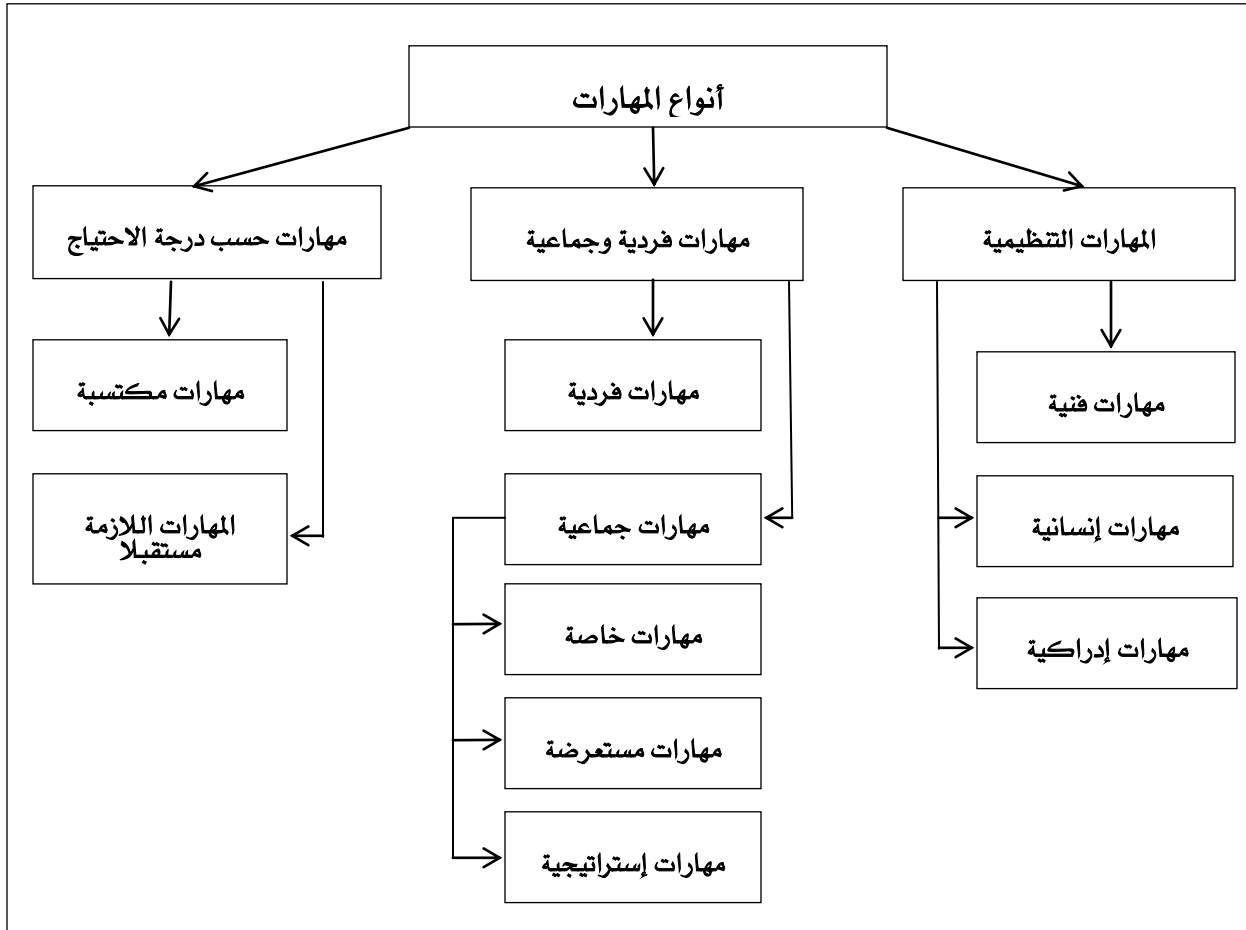 أنواع المهارات
المهارات التنظيمية
مهارات فردية وجماعية
مهارات حسب درجة الاحتياج
مهارات فنية
مهارات إنسانية
مهارات إدراكية
مهارات فردية
مهارات جماعية
مهارات خاصة
مهارات مستعرضة
مهارات إستراتيجية
مهارات مكتسبة
المهارات اللازمة
مستقبلا